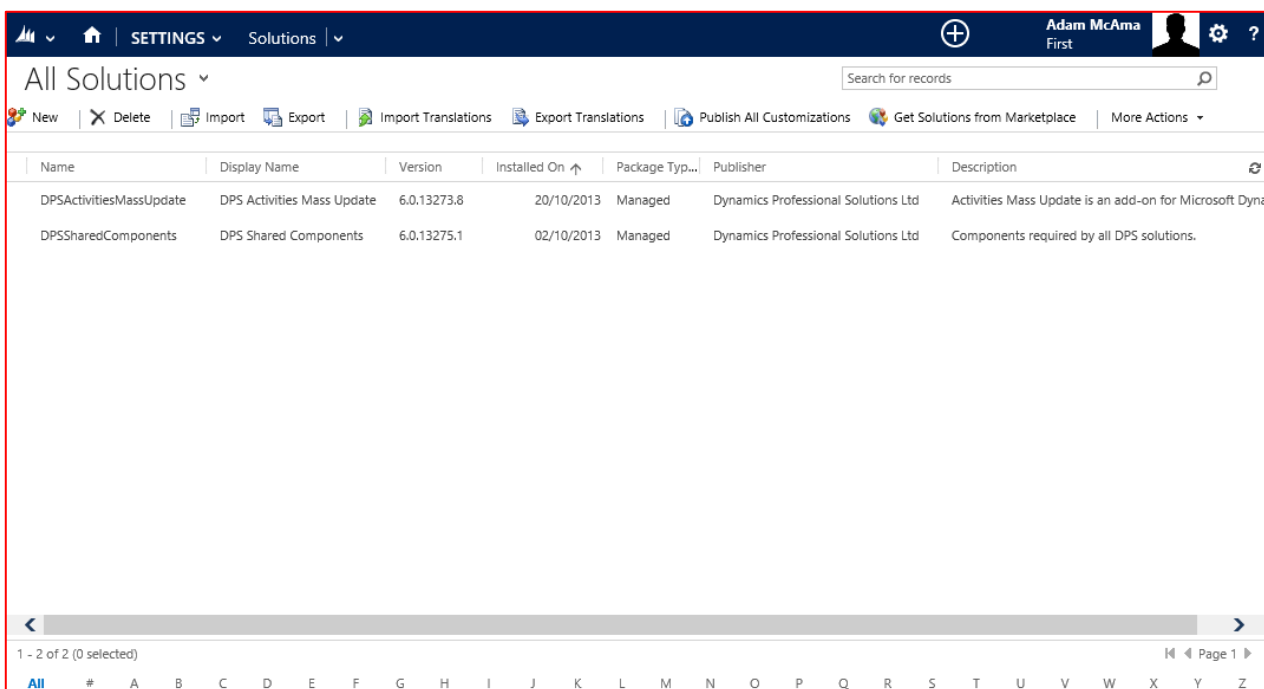 SETTINGS Solutions Adam McAma
First ?
All Solutions Search for records
New Delete Import Export Import Translations Export Translations Publish All Customizations Get Solutions from Marketplace More Actions
Name Display Name Version Installed On Package Typ... Publisher Description
DPSActivitiesMassUpdate DPS Activities Mass Update 6.0.13273.8 20/10/2013 Managed Dynamics Professional Solutions Ltd Activities Mass Update is an add-on for Microsoft Dyna
DPSSharedComponents DPS Shared Components 6.0.13275.1 02/10/2013 Managed Dynamics Professional Solutions Ltd Components required by all DPS solutions.
1 - 2 of 2 (0 selected) Page 1
All # A B C D E F G H I J K L M N O P Q R S T U V W X Y Z